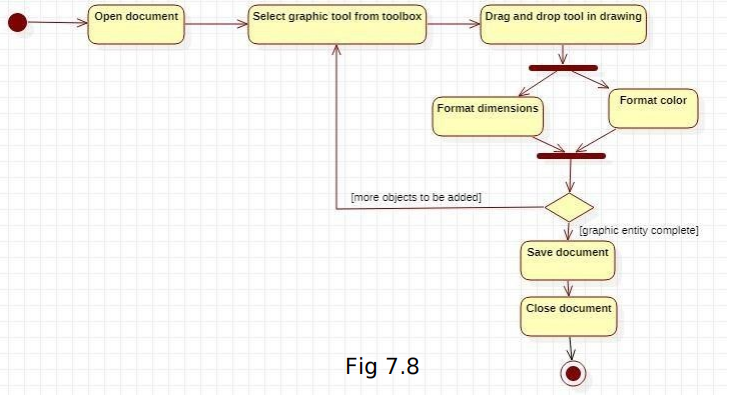 Open document
Select graphic tool from toolbox
Drag and drop tool in drawing
Format dimensions
Format color
[more objects to be added]
[graphic entity complete]
Save document
Close document
Fig 7.8